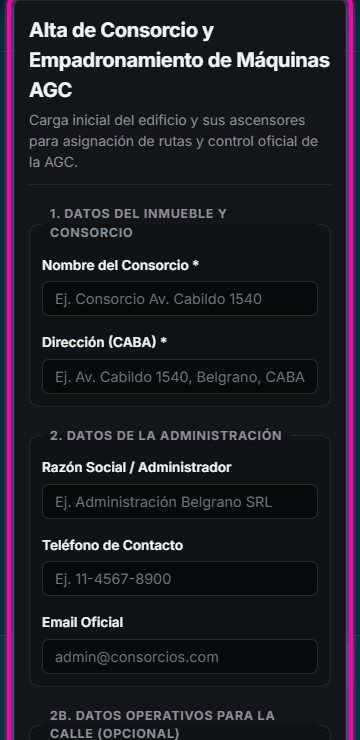 Alta de Consorcio y
Empadronamiento de Máquinas
AGC
Carga inicial del edificio y sus ascensores
para asignación de rutas y control oficial de
la AGC.
1. DATOS DEL INMUEBLE Y
CONSORCIO
Nombre del Consorcio *
Ej. Consorcio Av. Cabildo 1540
Dirección (CABA) *
Ej. Av. Cabildo 1540, Belgrano, CABA
2. DATOS DE LA ADMINISTRACIÓN
Razón Social / Administrador
Ej. Administración Belgrano SRL
Teléfono de Contacto
Ej. 11-4567-8900
Email Oficial
admin@consorcios.com
2B. DATOS OPERATIVOS PARA LA
CALLE (OPCIONAL)